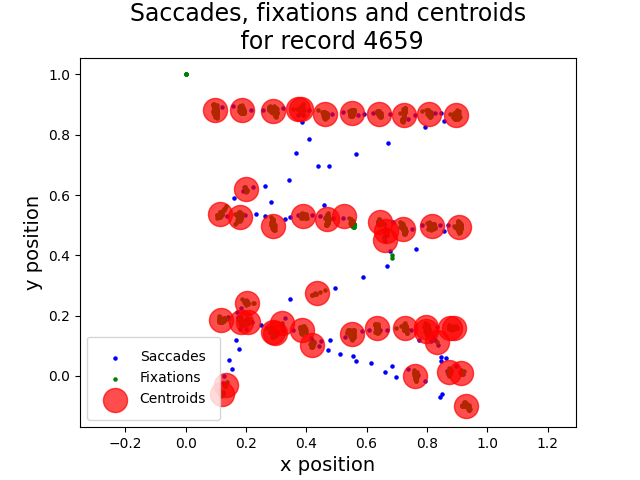 Saccades, fixations and centroids
for record 4659
1.0
0.8
0.6
0.4
0.2
0.0
y position
Saccades
Fixations
Centroids
−0.2
0.0
0.2
0.4
0.6
0.8
1.0
1.2
x position